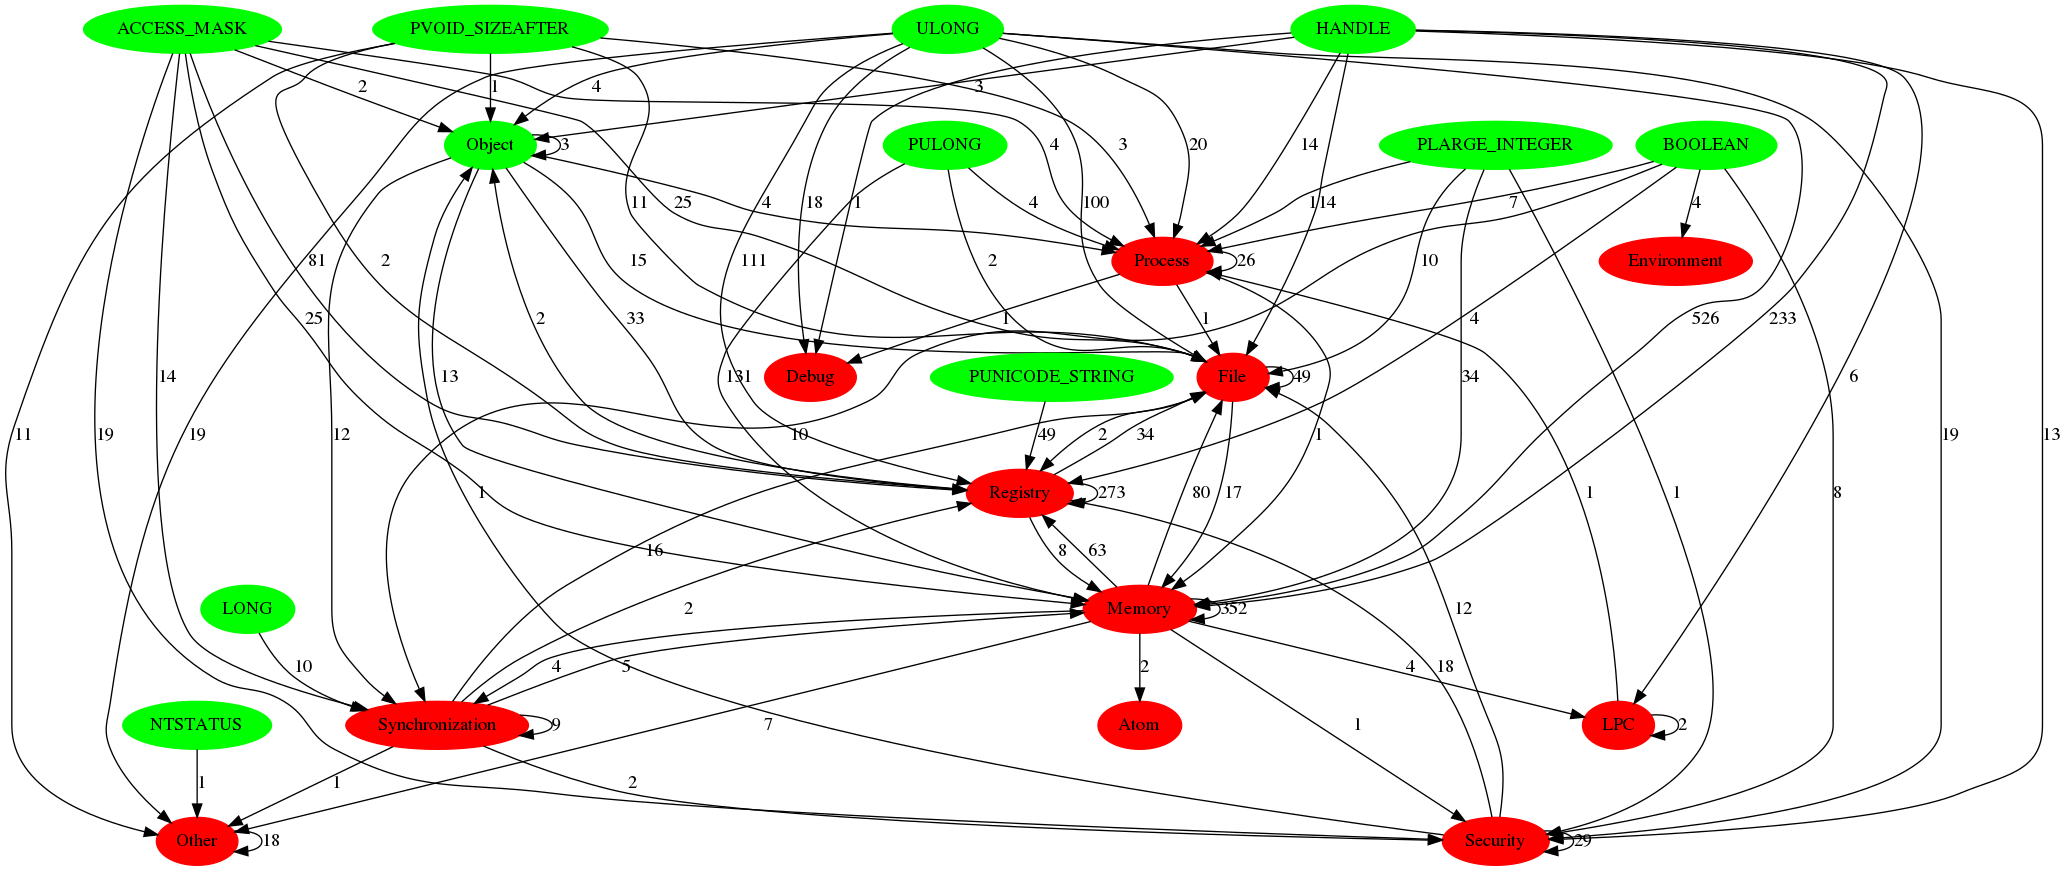 ACCESS_MASK PVOID_SIZEAFTER ULONG HANDLE
2 1 4 3
Object 3 PULONG PLARGE_INTEGER BOOLEAN
4 3 20 14
11 25 4 18 1 4 100 1 14 7 4
81 2 15 2 10
Process 26 Environment
25 2 33 111 1 1 526 233
Debug PUNICODE_STRING File 49
13 131 34 1 6
11 19 14 19 12 10 49 2 34 1 4 19 13
1 16 Registry 273 80 17 1 8
8 63
LONG 2 Memory 352
10 4 5 2 18 4 12
NTSTATUS Synchronization 9 Atom LPC 2
7 1
1 1 2
Other 18 Security 29